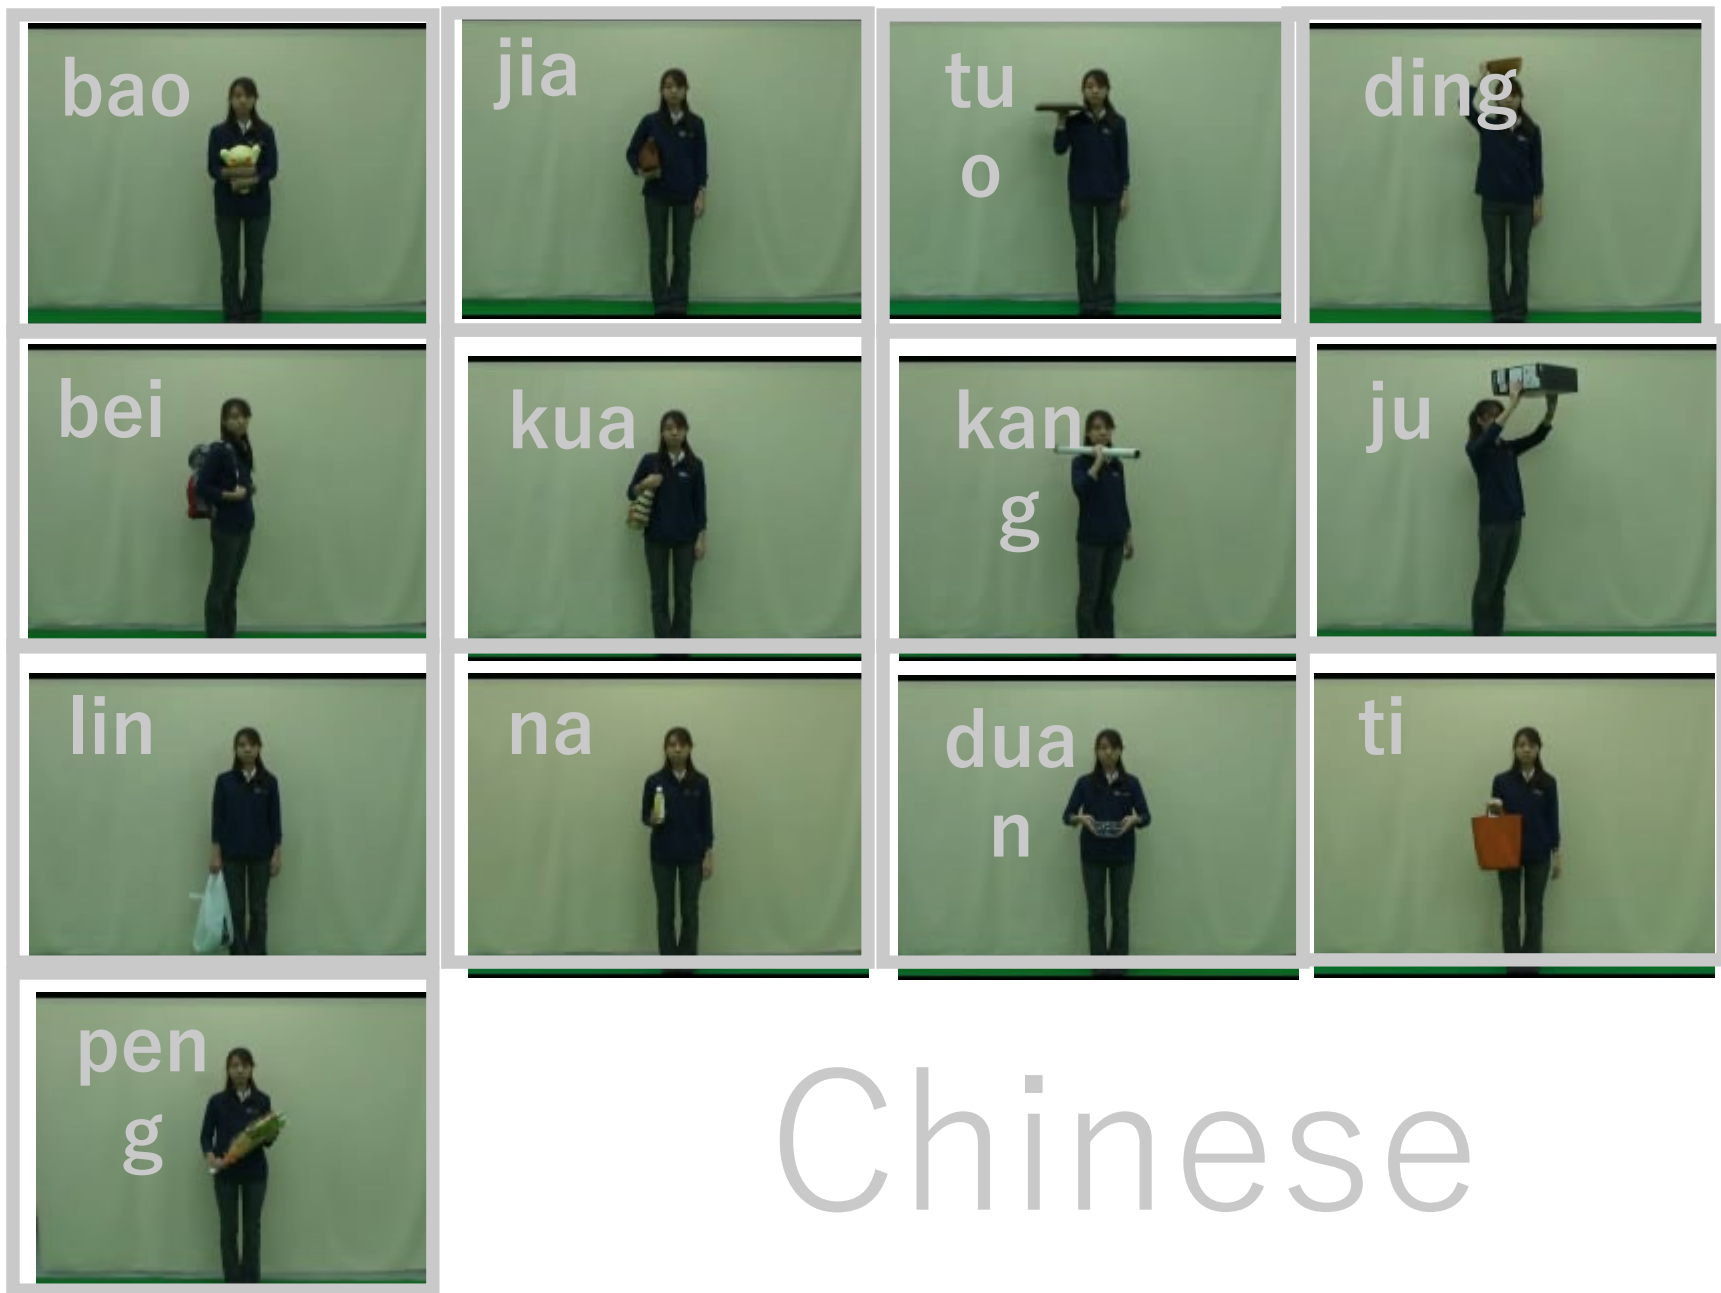 bao
jia
tu
o
ding
bei
kua
kan
g
ju
lin
na
dua
n
ti
pen
g
Chinese